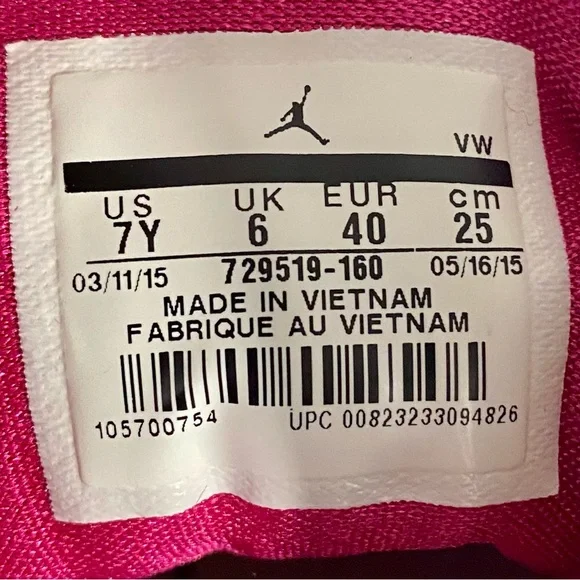 VW
US UK EUR cm
7Y 6 40 25
03/11/15 729519-160 05/16/15
MADE IN VIETNAM
FABRIQUE AU VIETNAM
105700754 UPC 00823233094826